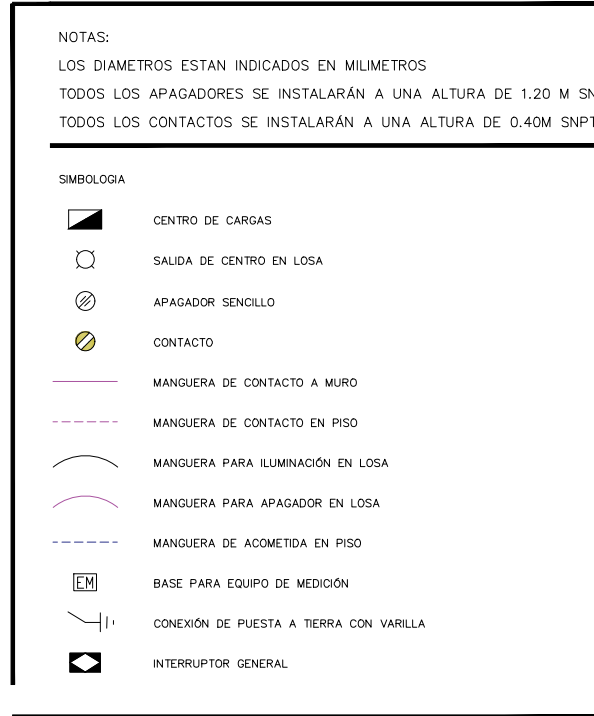 NOTAS:
LOS DIAMETROS ESTAN INDICADOS EN MILIMETROS
TODOS LOS APAGADORES SE INSTALARÁN A UNA ALTURA DE 1.20 M SN
TODOS LOS CONTACTOS SE INSTALARÁN A UNA ALTURA DE 0.40M SNPT
SIMBOLOGIA
CENTRO DE CARGAS
SALIDA DE CENTRO EN LOSA
APAGADOR SENCILLO
CONTACTO
MANGUERA DE CONTACTO A MURO
MANGUERA DE CONTACTO EN PISO
MANGUERA PARA ILUMINACIÓN EN LOSA
MANGUERA PARA APAGADOR EN LOSA
MANGUERA DE ACOMETIDA EN PISO
EM BASE PARA EQUIPO DE MEDICIÓN
CONEXIÓN DE PUESTA A TIERRA CON VARILLA
INTERRUPTOR GENERAL